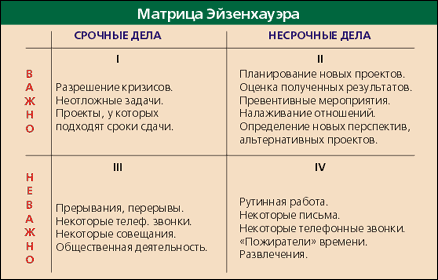 Матрица Эйзенхауэра
СРОЧНЫЕ ДЕЛА
НЕСРОЧНЫЕ ДЕЛА
ВАЖНО
I
Разрешение кризисов.
Неотложные задачи.
Проекты, у которых
подходят сроки сдачи.
II
Планирование новых проектов.
Оценка полученных результатов.
Превентивные мероприятия.
Налаживание отношений.
Определение новых перспектив,
альтернативных проектов.
НЕВАЖНО
III
Прерывания, перерывы.
Некоторые телеф. звонки.
Некоторые совещания.
Общественная деятельность.
IV
Рутинная работа.
Некоторые письма.
Некоторые телефонные звонки.
«Пожиратели» времени.
Развлечения.